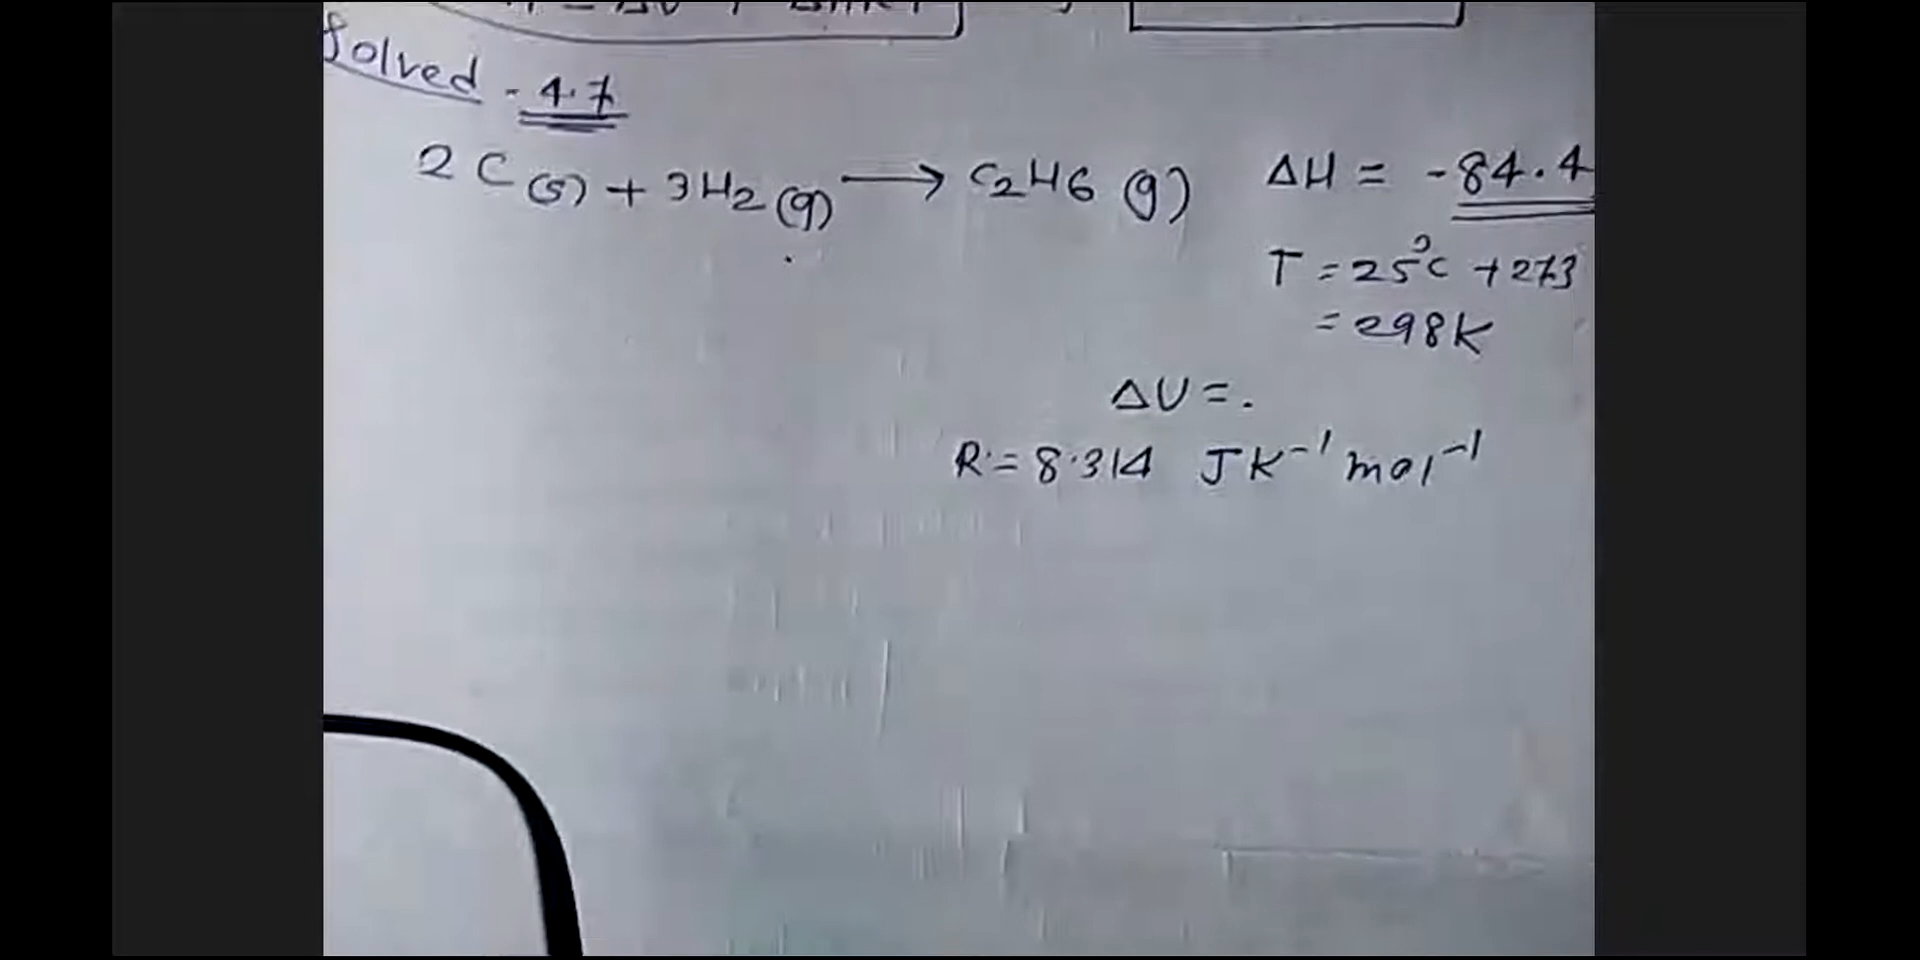 Solved - 4.7
2 C(s) + 3H2(g) → C2H6 (g) ΔH = -84.4
T = 25°C + 273
= 298K
ΔU = .
R = 8.314 JK⁻¹ mol⁻¹